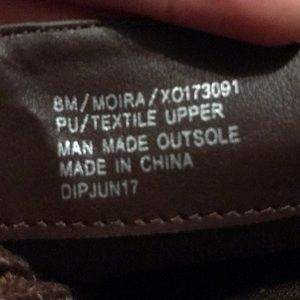 8M/MOIRA/XO173091
PU/TEXTILE UPPER
MAN MADE OUTSOLE
MADE IN CHINA
DIPJUN17